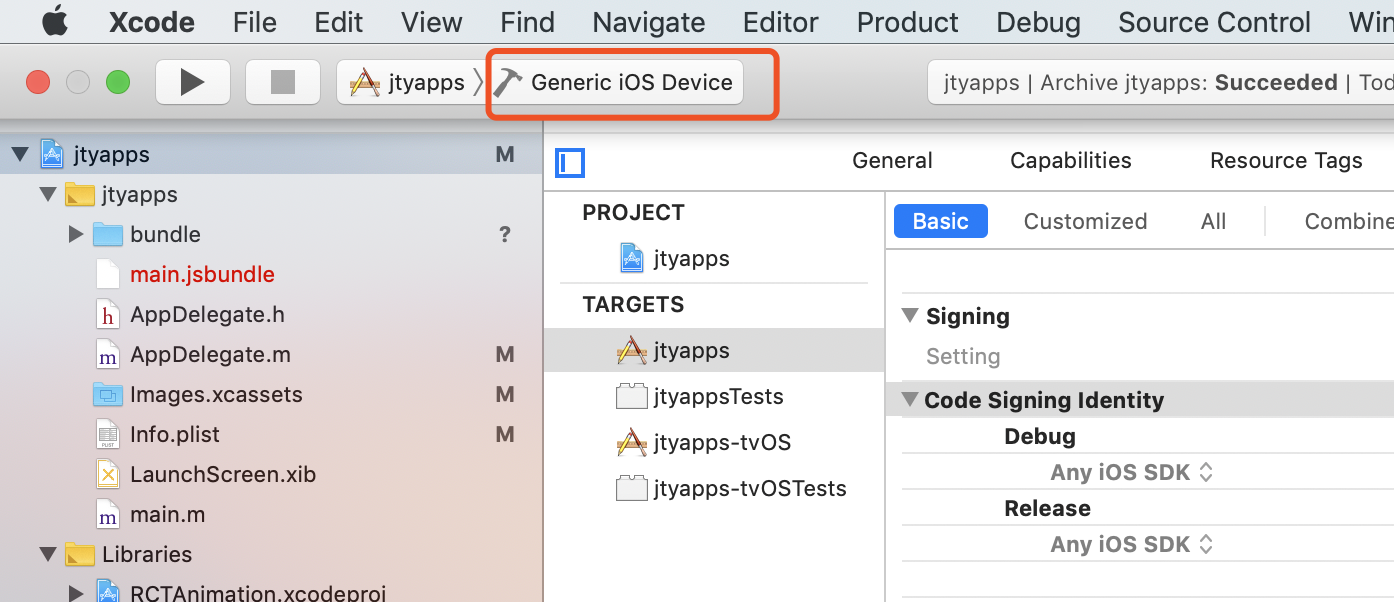 Xcode File Edit View Find Navigate Editor Product Debug Source Control
jtyapps Generic iOS Device jtyapps | Archive jtyapps: Succeeded |
jtyapps M
jtyapps
bundle ?
main.jsbundle
AppDelegate.h
AppDelegate.m M
Images.xcassets M
Info.plist M
LaunchScreen.xib
main.m
Libraries
RCTAnimation.xcodeproj
General Capabilities Resource Tags
PROJECT
jtyapps
TARGETS
jtyapps
jtyappsTests
jtyapps-tvOS
jtyapps-tvOSTests
Basic Customized All
Signing
Setting
Code Signing Identity
Debug
Any iOS SDK
Release
Any iOS SDK